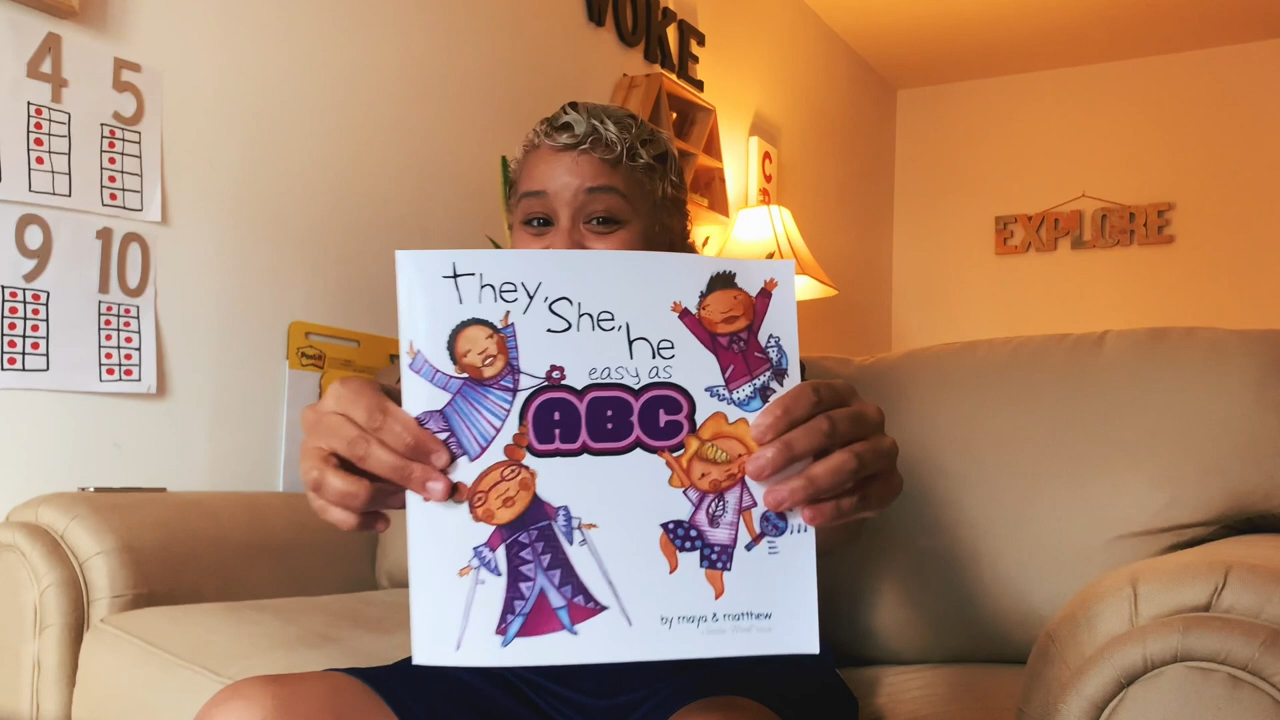 WOKE
4 5
9 10
C
EXPLORE
Post-it
They,
She,
he
easy as
ABC
by maya & matthew